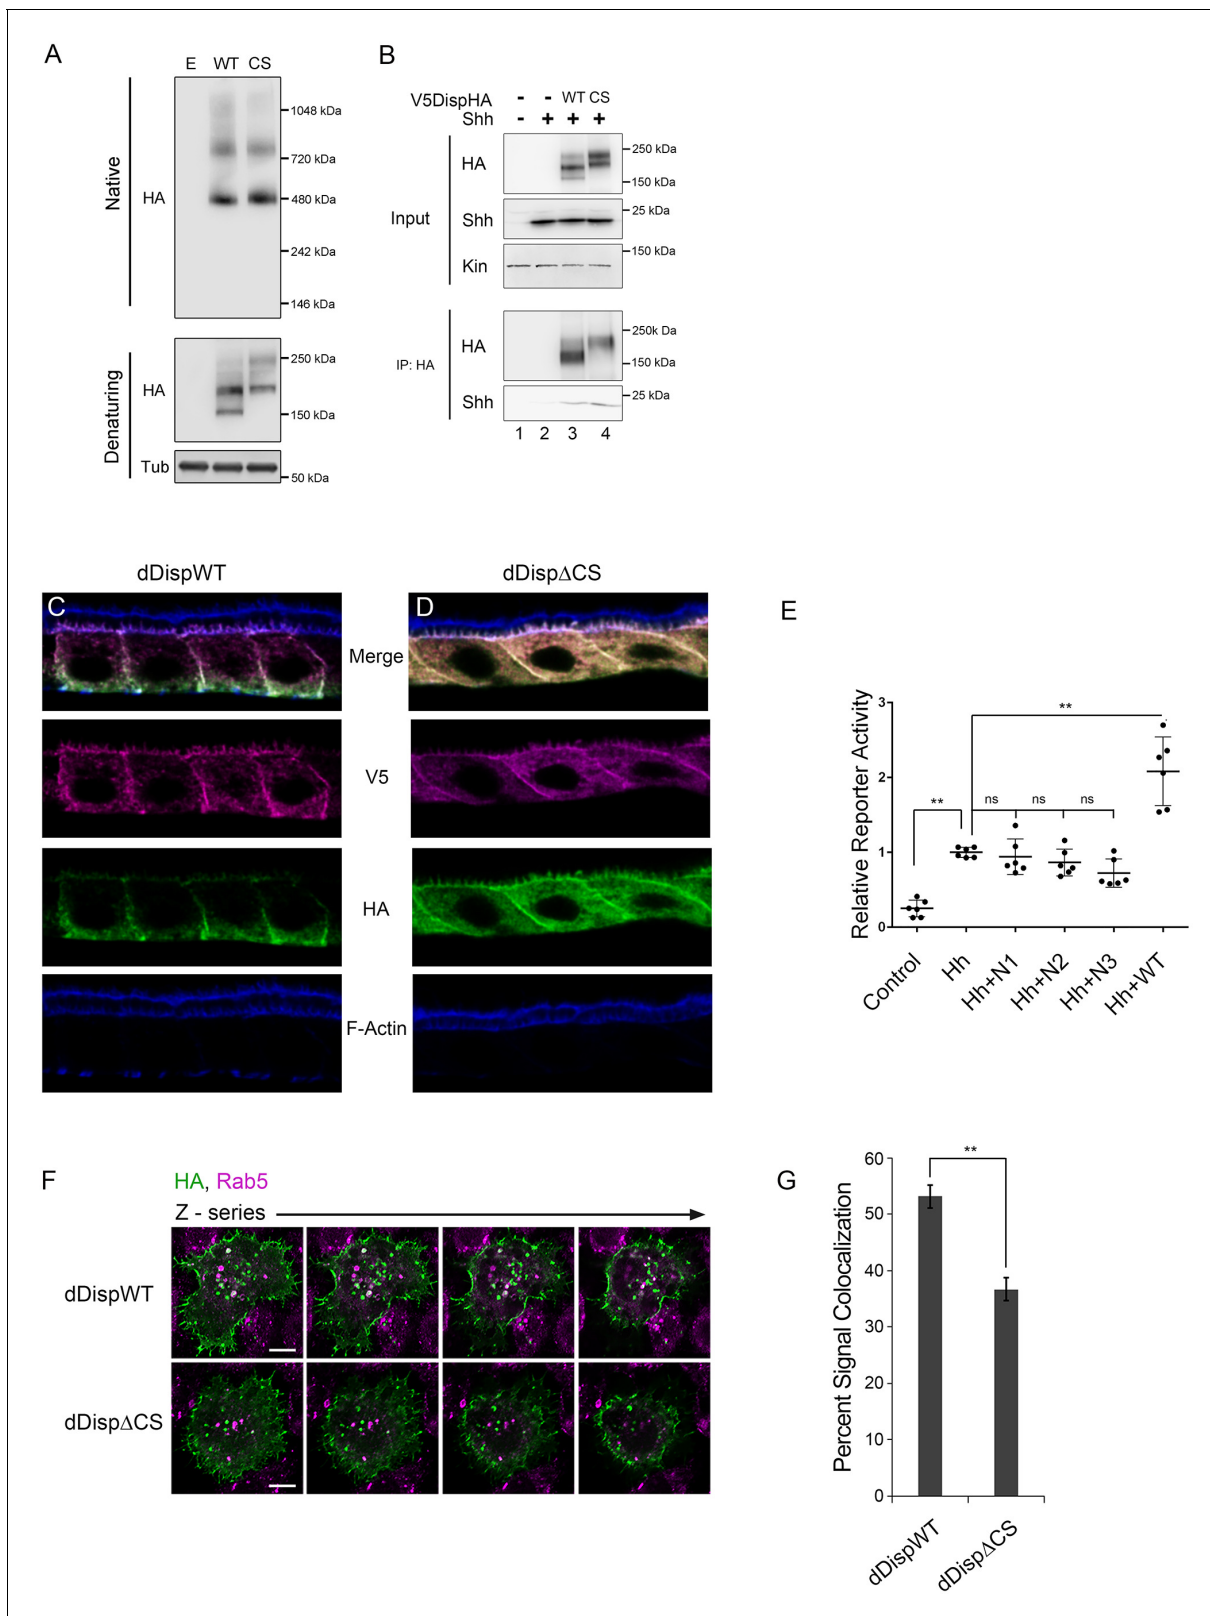 A
E WT CS
Native
HA
1048 kDa
720 kDa
480 kDa
242 kDa
146 kDa
Denaturing
HA
250 kDa
150 kDa
Tub
50 kDa
B
V5DispHA - - WT CS
Shh - + + +
Input
HA
250 kDa
150 kDa
Shh
25 kDa
Kin
150 kDa
IP: HA
HA
250k Da
150 kDa
Shh
25 kDa
1 2 3 4
dDispWT
dDispΔCS
C
D
Merge
V5
HA
F-Actin
E
Relative Reporter Activity
3
2
1
0
**
ns
ns
ns
**
Control
Hh
Hh+N1
Hh+N2
Hh+N3
Hh+WT
F
HA, Rab5
Z - series
dDispWT
dDispΔCS
G
Percent Signal Colocalization
60
50
40
30
20
10
0
**
dDispWT
dDispΔCS